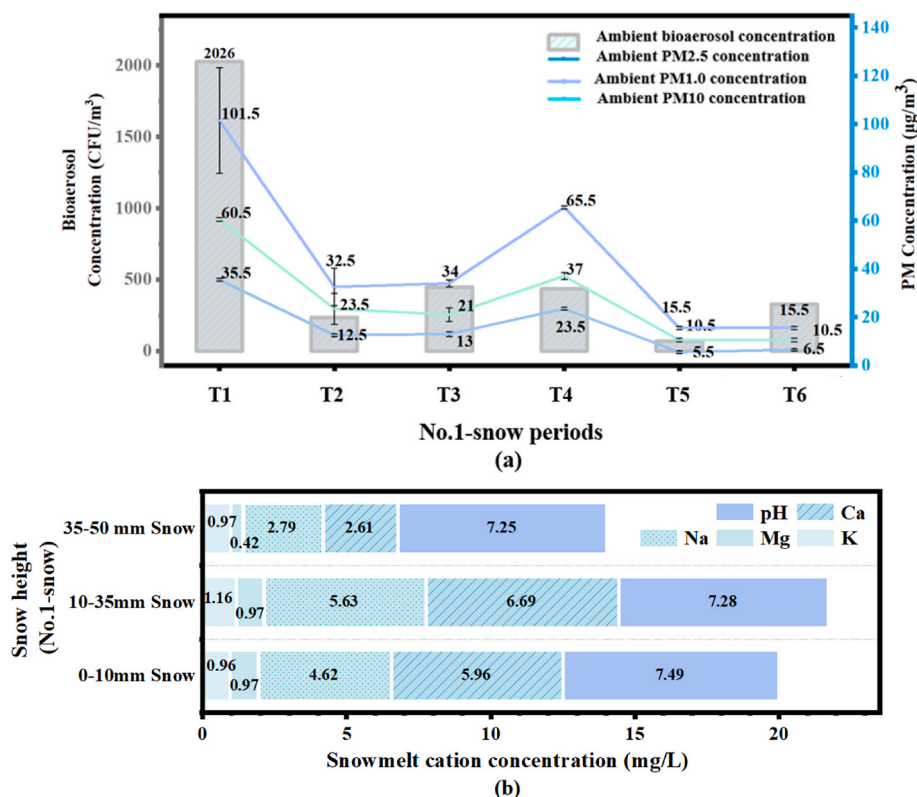 Ambient bioaerosol concentration
Ambient PM2.5 concentration
Ambient PM1.0 concentration
Ambient PM10 concentration
Bioaerosol
Concentration (CFU/m³)
2000
1500
1000
500
0
PM Concentration (µg/m³)
140
120
100
80
60
40
20
0
2026
101.5
60.5
35.5
32.5
23.5
12.5
34
21
13
65.5
37
23.5
15.5
10.5
5.5
15.5
10.5
6.5
T1 T2 T3 T4 T5 T6
No.1-snow periods
(a)
Snow height
(No.1-snow)
pH Ca
Na Mg K
35-50 mm Snow 0.97 0.42 2.79 2.61 7.25
10-35mm Snow 1.16 0.97 5.63 6.69 7.28
0-10mm Snow 0.96 0.97 4.62 5.96 7.49
0 5 10 15 20
Snowmelt cation concentration (mg/L)
(b)